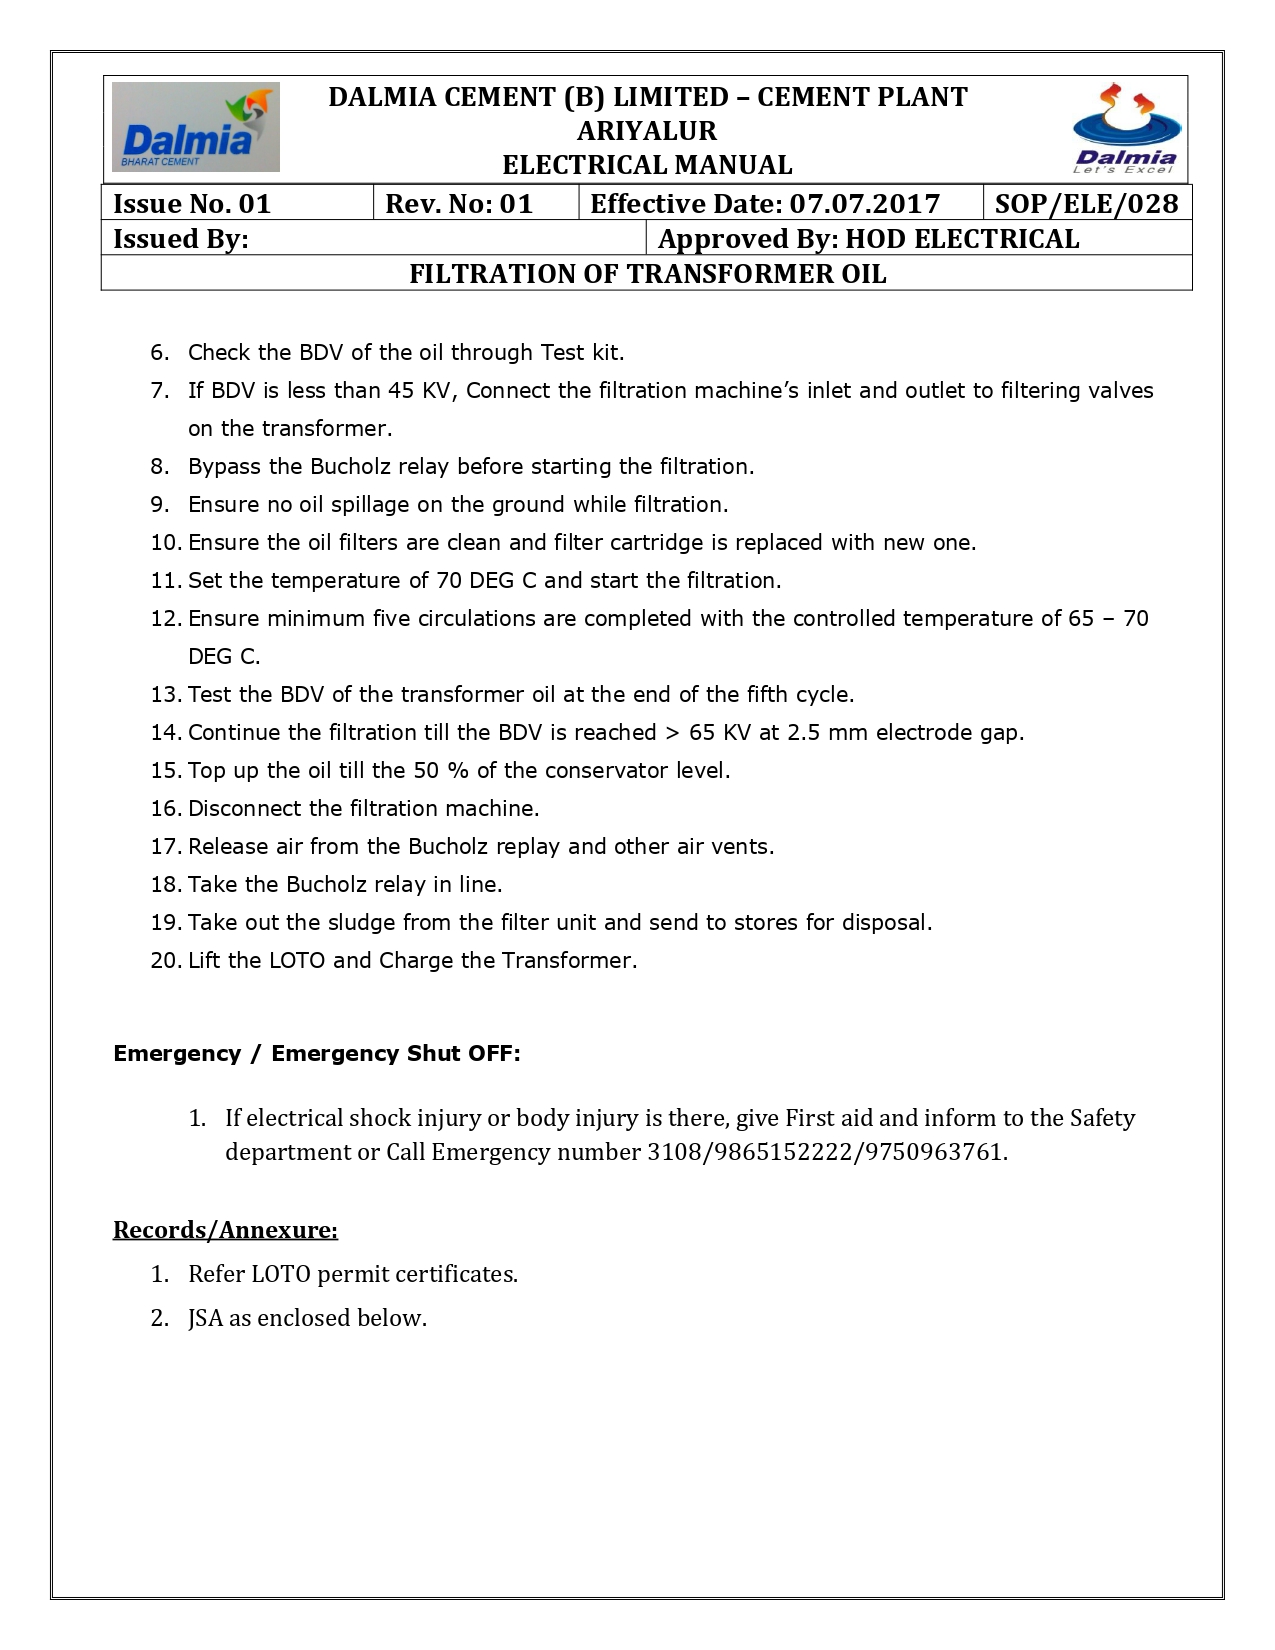 Dalmia
BHARAT CEMENT
DALMIA CEMENT (B) LIMITED – CEMENT PLANT
ARIYALUR
ELECTRICAL MANUAL
Dalmia
Let's Excel
Issue No. 01 Rev. No: 01 Effective Date: 07.07.2017 SOP/ELE/028
Issued By: Approved By: HOD ELECTRICAL
FILTRATION OF TRANSFORMER OIL
6. Check the BDV of the oil through Test kit.
7. If BDV is less than 45 KV, Connect the filtration machine’s inlet and outlet to filtering valves
on the transformer.
8. Bypass the Bucholz relay before starting the filtration.
9. Ensure no oil spillage on the ground while filtration.
10. Ensure the oil filters are clean and filter cartridge is replaced with new one.
11. Set the temperature of 70 DEG C and start the filtration.
12. Ensure minimum five circulations are completed with the controlled temperature of 65 – 70
DEG C.
13. Test the BDV of the transformer oil at the end of the fifth cycle.
14. Continue the filtration till the BDV is reached > 65 KV at 2.5 mm electrode gap.
15. Top up the oil till the 50 % of the conservator level.
16. Disconnect the filtration machine.
17. Release air from the Bucholz replay and other air vents.
18. Take the Bucholz relay in line.
19. Take out the sludge from the filter unit and send to stores for disposal.
20. Lift the LOTO and Charge the Transformer.
Emergency / Emergency Shut OFF:
1. If electrical shock injury or body injury is there, give First aid and inform to the Safety
department or Call Emergency number 3108/9865152222/9750963761.
Records/Annexure:
1. Refer LOTO permit certificates.
2. JSA as enclosed below.